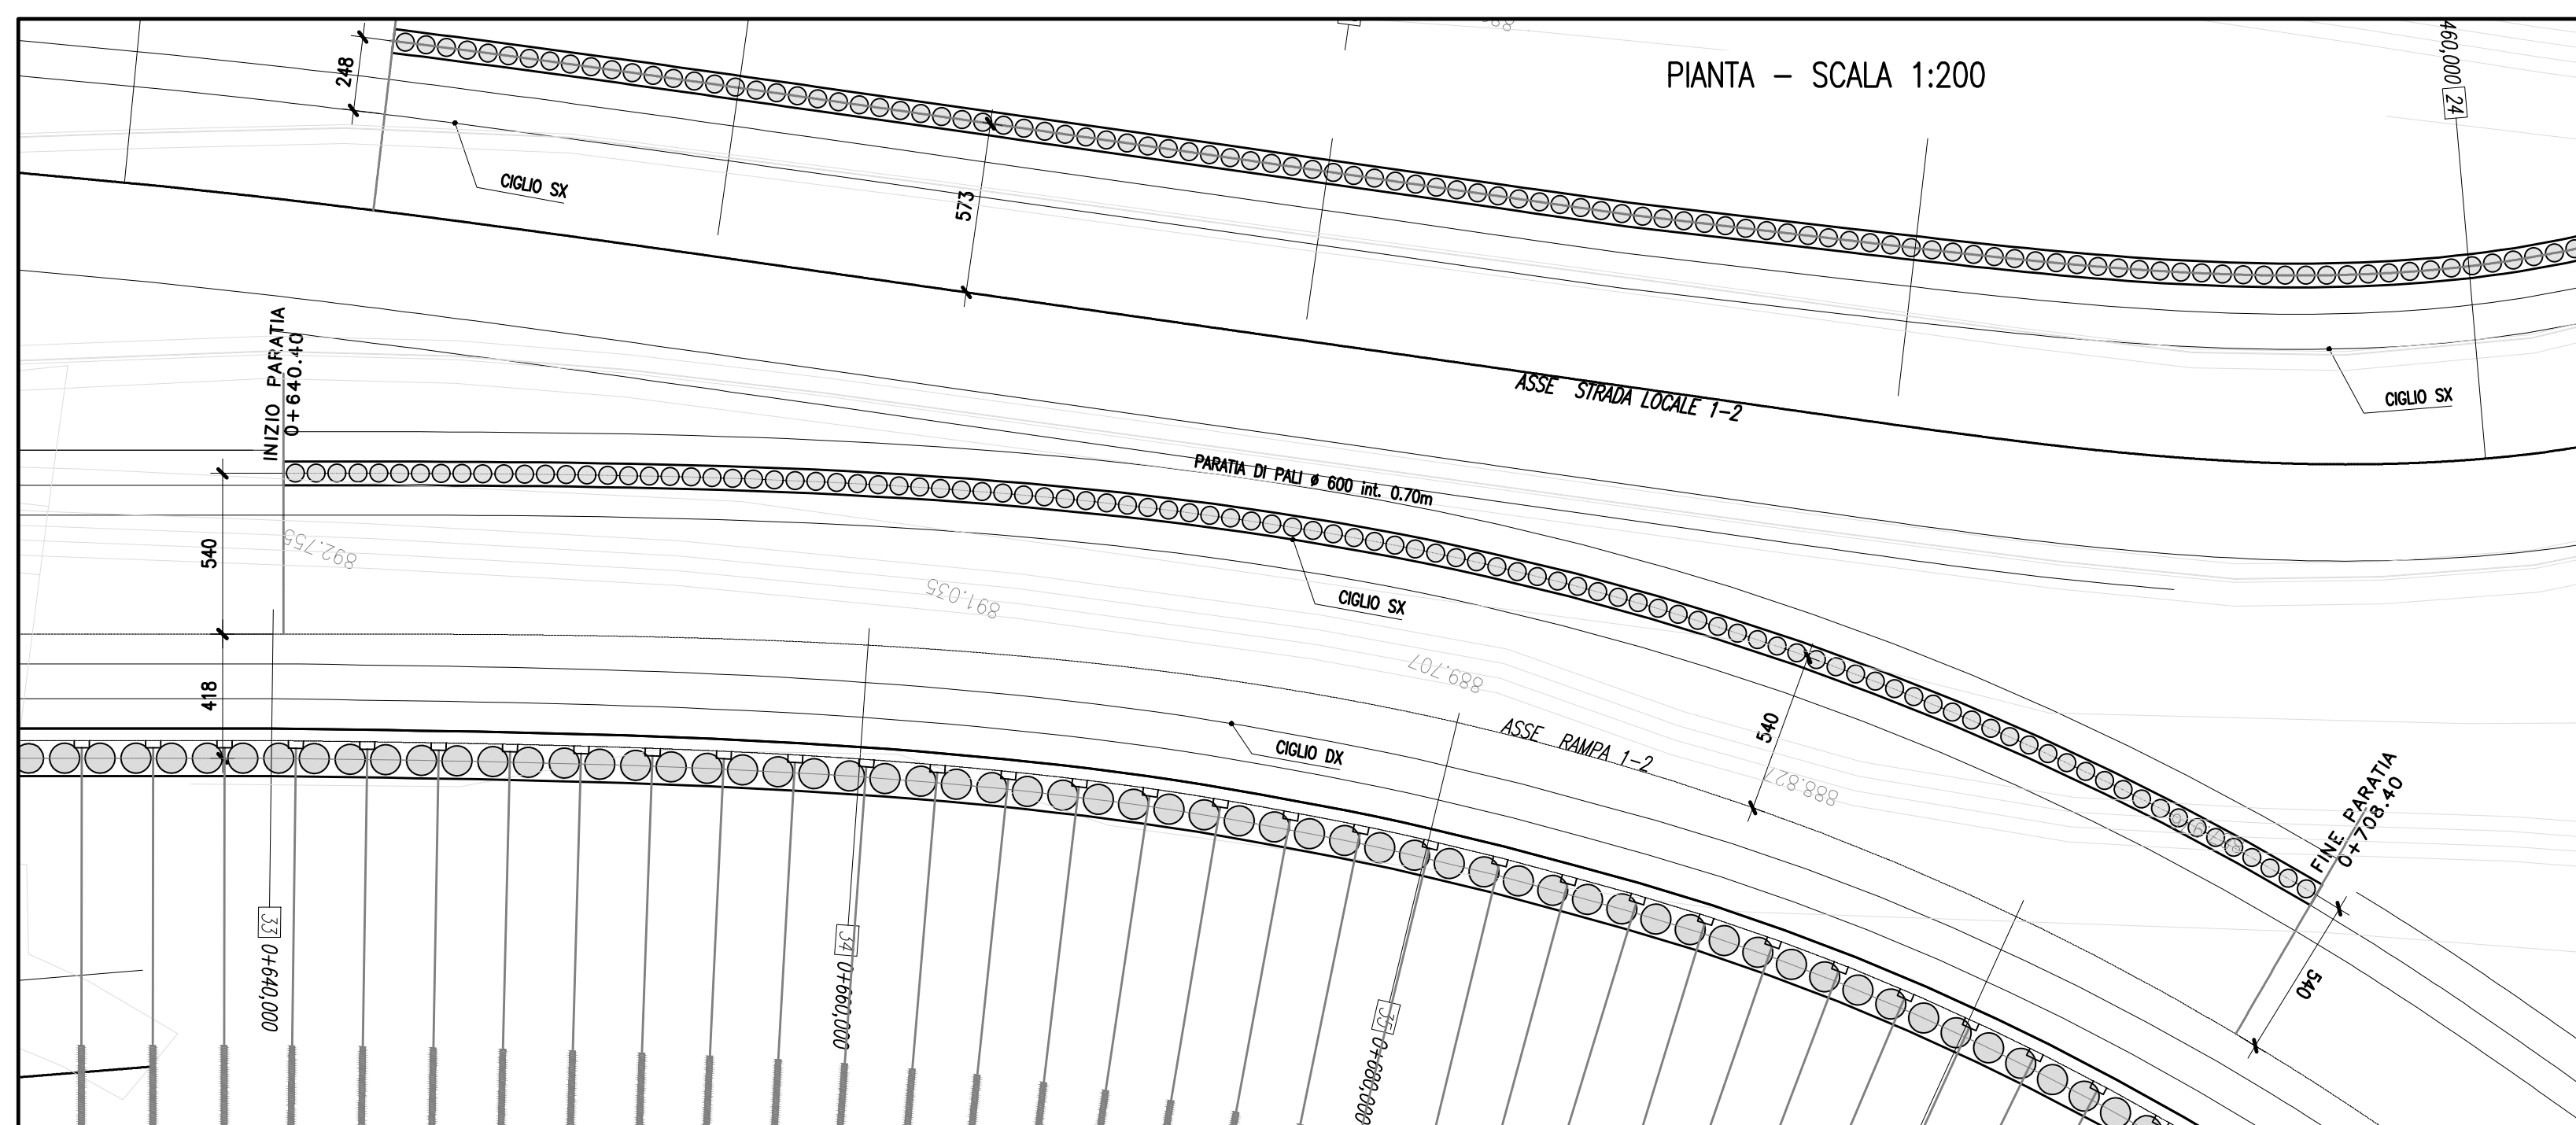 PIANTA – SCALA 1:200
460,000 24
248
CIGLIO SX
573
ASSE STRADA LOCALE 1-2
CIGLIO SX
INIZIO PARATIA
0+640.40
PARATIA DI PALI ø 600 int. 0.70m
540
892.755
891.035
CIGLIO SX
889.707
418
CIGLIO DX
ASSE RAMPA 1-2
540
888.827
FINE PARATIA
0+708.40
540
33 0+640,000
34 0+660,000
35 0+680,000